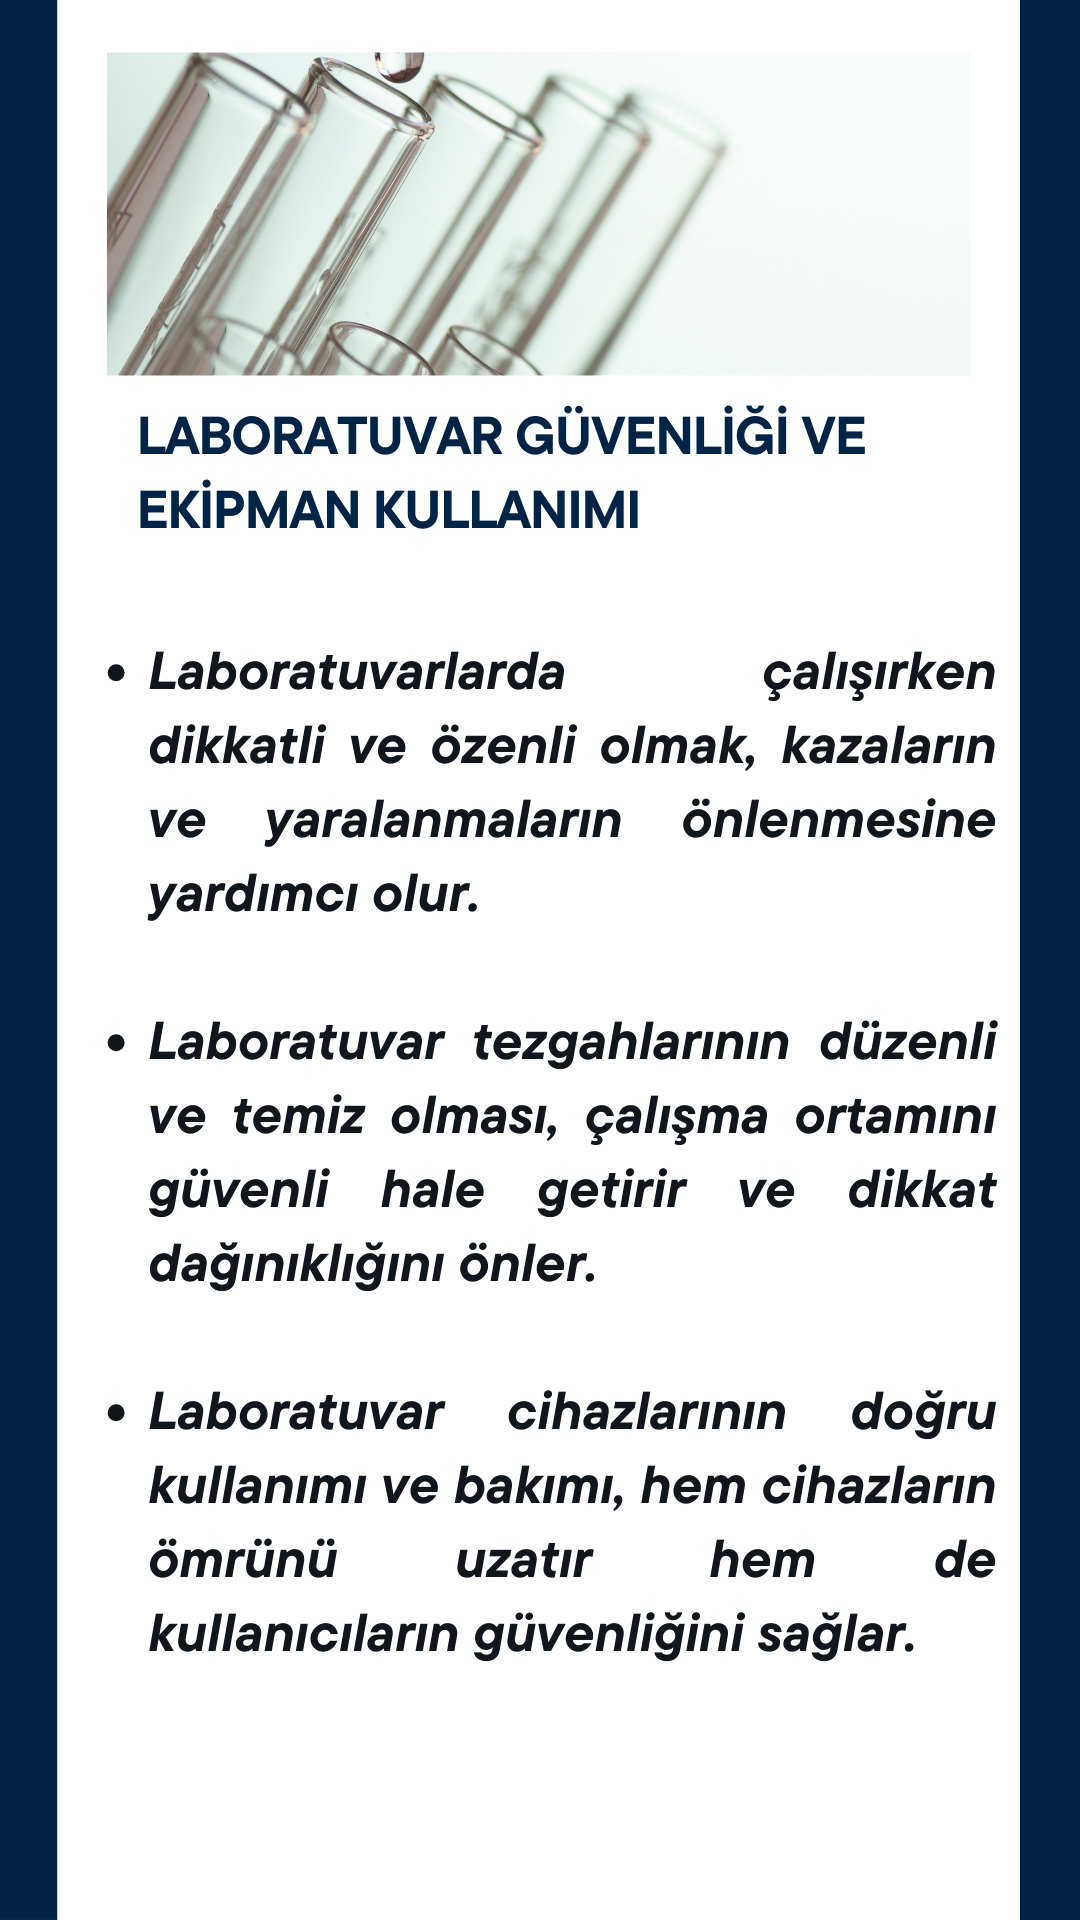 LABORATUVAR GÜVENLİĞİ VE
EKİPMAN KULLANIMI
• Laboratuvarlarda çalışırken
dikkatli ve özenli olmak, kazaların
ve yaralanmaların önlenmesine
yardımcı olur.
• Laboratuvar tezgahlarının düzenli
ve temiz olması, çalışma ortamını
güvenli hale getirir ve dikkat
dağınıklığını önler.
• Laboratuvar cihazlarının doğru
kullanımı ve bakımı, hem cihazların
ömrünü uzatır hem de
kullanıcıların güvenliğini sağlar.